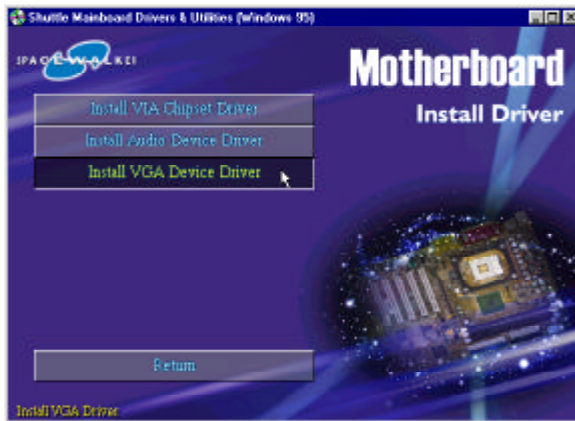 Shuttle Mainboard Drivers & Utilities (Windows 95)
SPACEWALKER
Motherboard
Install Driver
Install VIA Chipset Driver
Install Audio Device Driver
Install VGA Device Driver
Return
Install VGA Driver